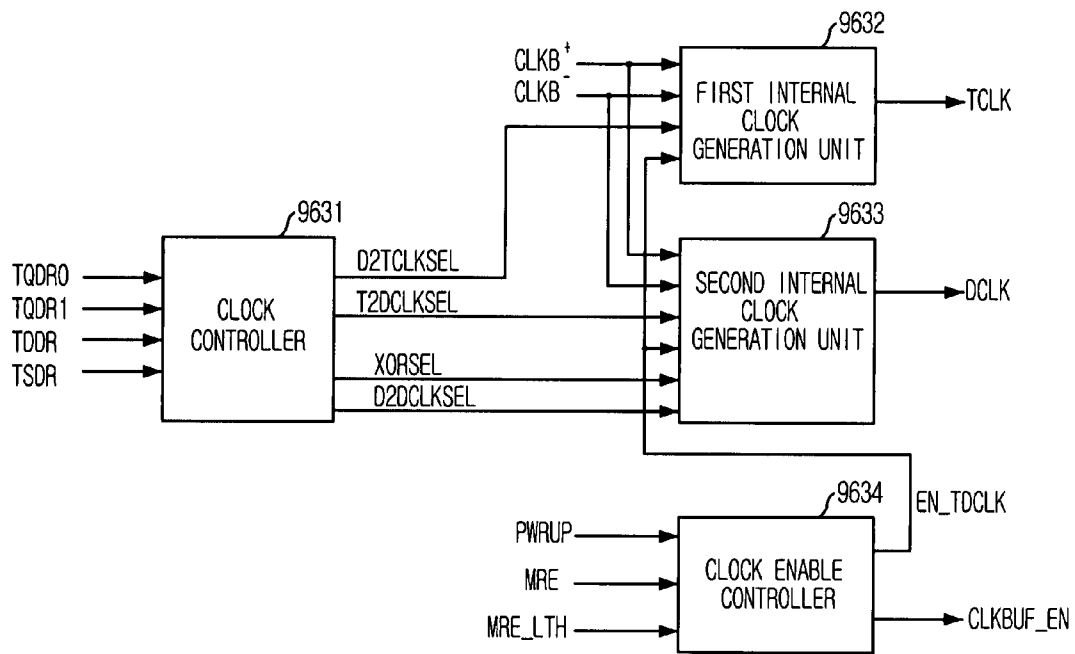 9632
CLKB+
CLKB-
FIRST INTERNAL
CLOCK
GENERATION UNIT
TCLK
9631
9633
TQDR0
TQDR1
TDDR
TSDR
CLOCK
CONTROLLER
D2TCLKSEL
T2DCLKSEL
XORSEL
D2DCLKSEL
SECOND INTERNAL
CLOCK
GENERATION UNIT
DCLK
9634
EN_TDCLK
PWRUP
MRE
MRE_LTH
CLOCK ENABLE
CONTROLLER
CLKBUF_EN